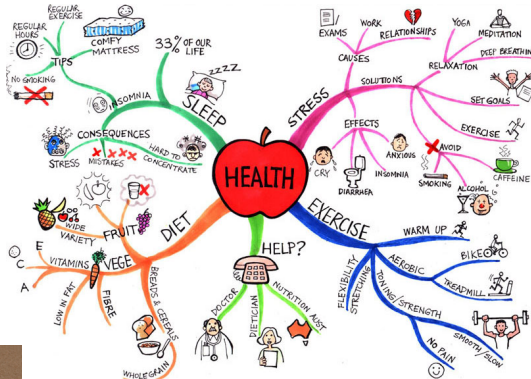 HEALTH
SLEEP
33% OF OUR LIFE
ZZZZ
INSOMNIA
TIPS
REGULAR HOURS
REGULAR EXERCISE
COMFY MATTRESS
NO SMOKING
CONSEQUENCES
STRESS
MISTAKES
HARD TO CONCENTRATE
STRESS
CAUSES
EXAMS
WORK
RELATIONSHIPS
SOLUTIONS
RELAXATION
YOGA
MEDITATION
DEEP BREATHIN
SET GOALS
EXERCISE
AVOID
SMOKING
ALCOHOL
CAFFEINE
EFFECTS
CRY
DIARRHEA
INSOMNIA
ANXIOUS
DIET
FRUIT
WIDE VARIETY
VEGE
VITAMINS
E
C
A
LOW IN FAT
FIBRE
BREADS & CEREALS
WHOLEGRAIN
HELP?
DOCTOR
DIETICIAN
NUTRITION AUST
EXERCISE
WARM UP
AEROBIC
BIKE
TREADMILL
FLEXIBILITY
STRETCHING
TONING/STRENGTH
SMOOTH/SLOW
NO PAIN